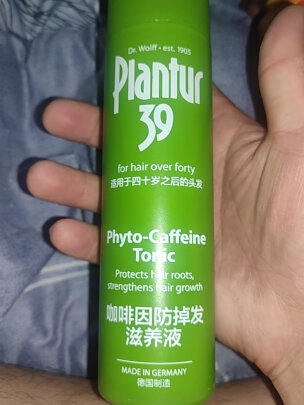 Dr. Wolff • est. 1905
Plantur
39
for hair over forty
适用于四十岁之后的头发
Phyto-Caffeine
Tonic
Protects hair roots,
strengthens hair growth
咖啡因防掉发
滋养液
MADE IN GERMANY
德国制造